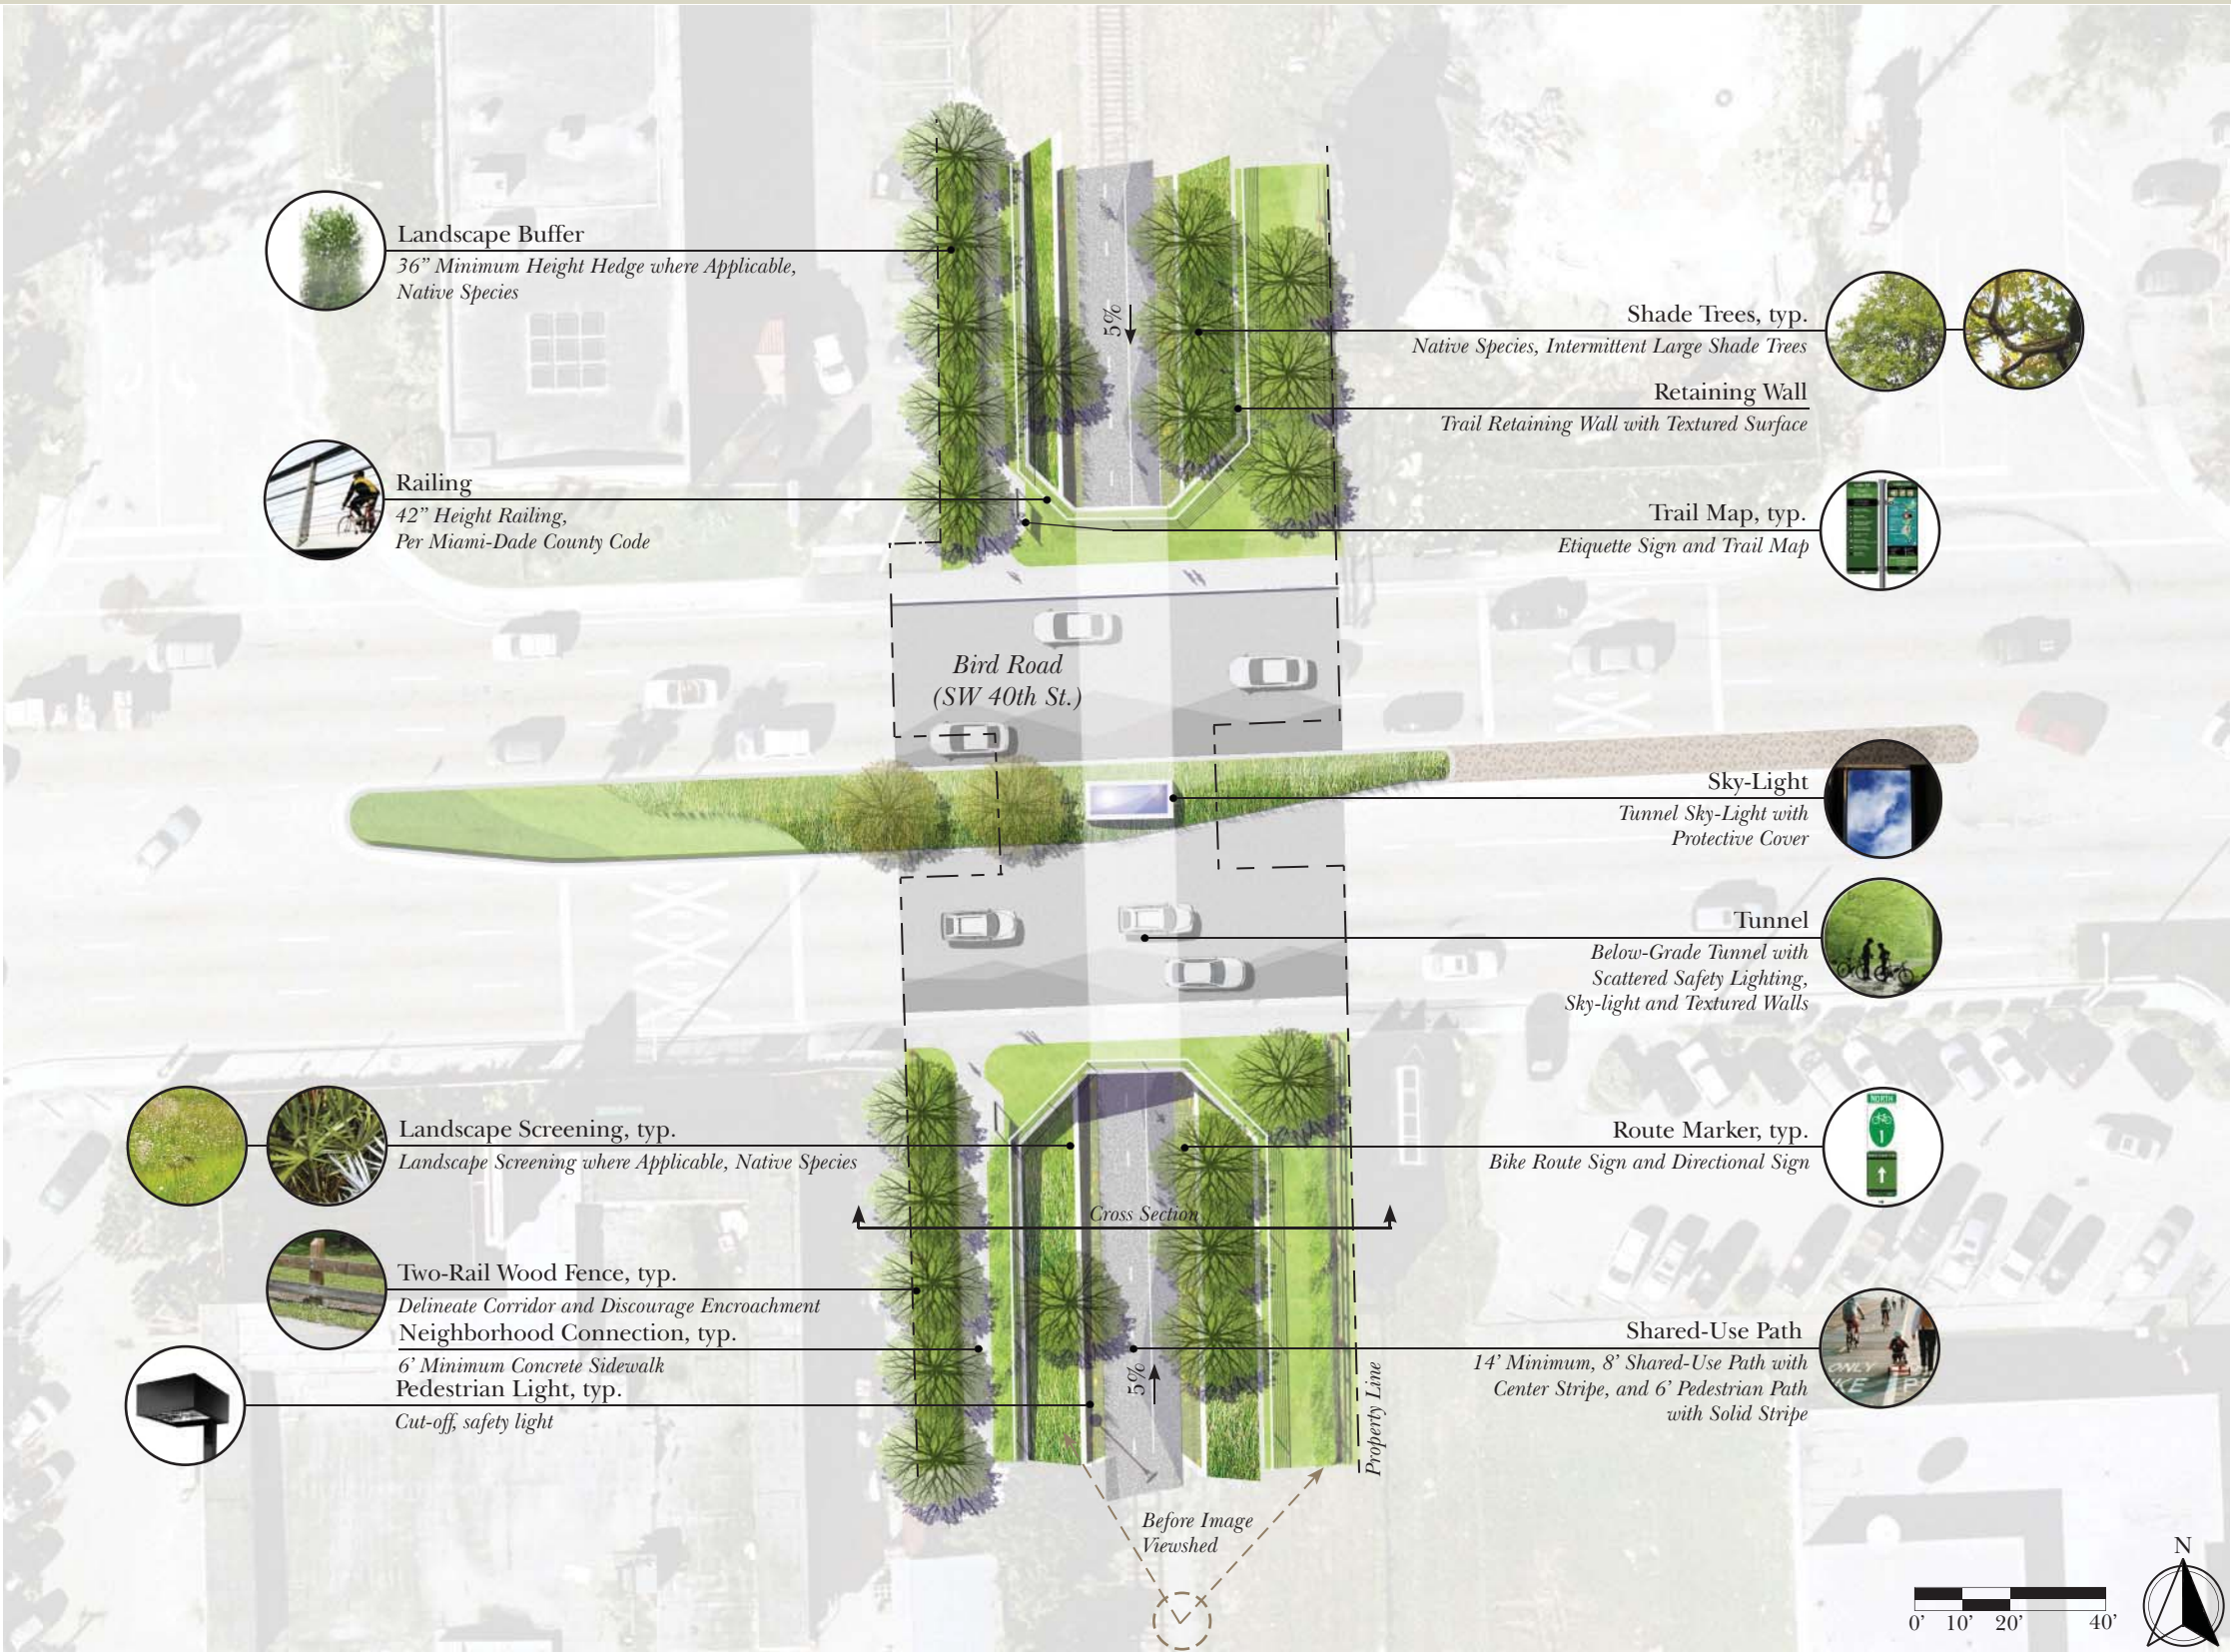 Landscape Buffer
36” Minimum Height Hedge where Applicable,
Native Species
Railing
42” Height Railing,
Per Miami-Dade County Code
5%
Shade Trees, typ.
Native Species, Intermittent Large Shade Trees
Retaining Wall
Trail Retaining Wall with Textured Surface
Trail Map, typ.
Etiquette Sign and Trail Map
Bird Road
(SW 40th St.)
Sky-Light
Tunnel Sky-Light with
Protective Cover
Tunnel
Below-Grade Tunnel with
Scattered Safety Lighting,
Sky-light and Textured Walls
Landscape Screening, typ.
Landscape Screening where Applicable, Native Species
NORTH
1
Route Marker, typ.
Bike Route Sign and Directional Sign
Cross Section
Two-Rail Wood Fence, typ.
Delineate Corridor and Discourage Encroachment
Neighborhood Connection, typ.
6’ Minimum Concrete Sidewalk
Pedestrian Light, typ.
Cut-off, safety light
5%
Shared-Use Path
14’ Minimum, 8’ Shared-Use Path with
Center Stripe, and 6’ Pedestrian Path
with Solid Stripe
ONLY
Property Line
Before Image
Viewshed
N
0’ 10’ 20’ 40’